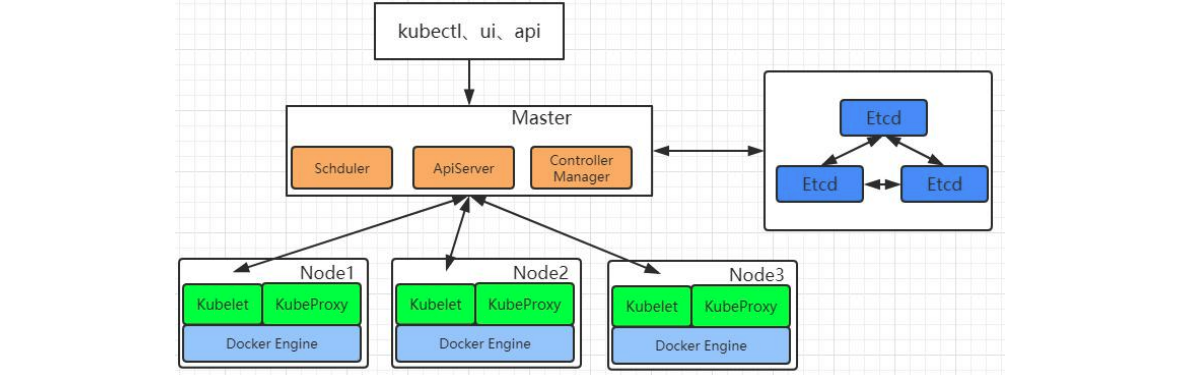 kubectl、ui、api
Master
Schduler
ApiServer
Controller
Manager
Etcd
Etcd
Etcd
Node1
Kubelet
KubeProxy
Docker Engine
Node2
Kubelet
KubeProxy
Docker Engine
Node3
Kubelet
KubeProxy
Docker Engine